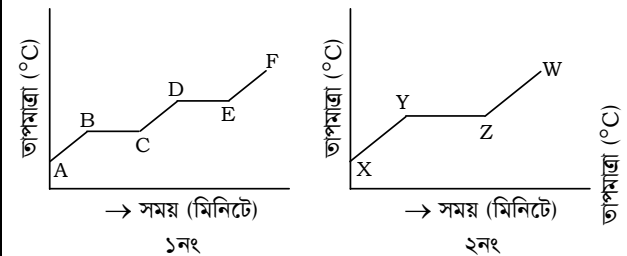 তাপমাত্রা (°C)
A
B
C
D
E
F
→ সময় (মিনিটে)
১নং
তাপমাত্রা (°C)
X
Y
Z
W
→ সময় (মিনিটে)
২নং
তাপমাত্রা (°C)